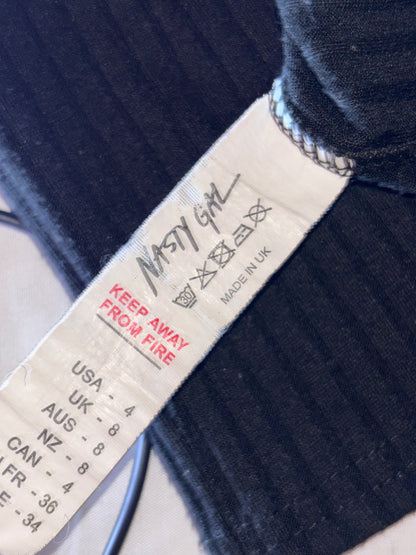 NASTY GAL
30
MADE IN UK
KEEP AWAY
FROM FIRE
USA - 4
UK - 8
AUS - 8
NZ - 8
CAN - 4
FR - 36
E - 34